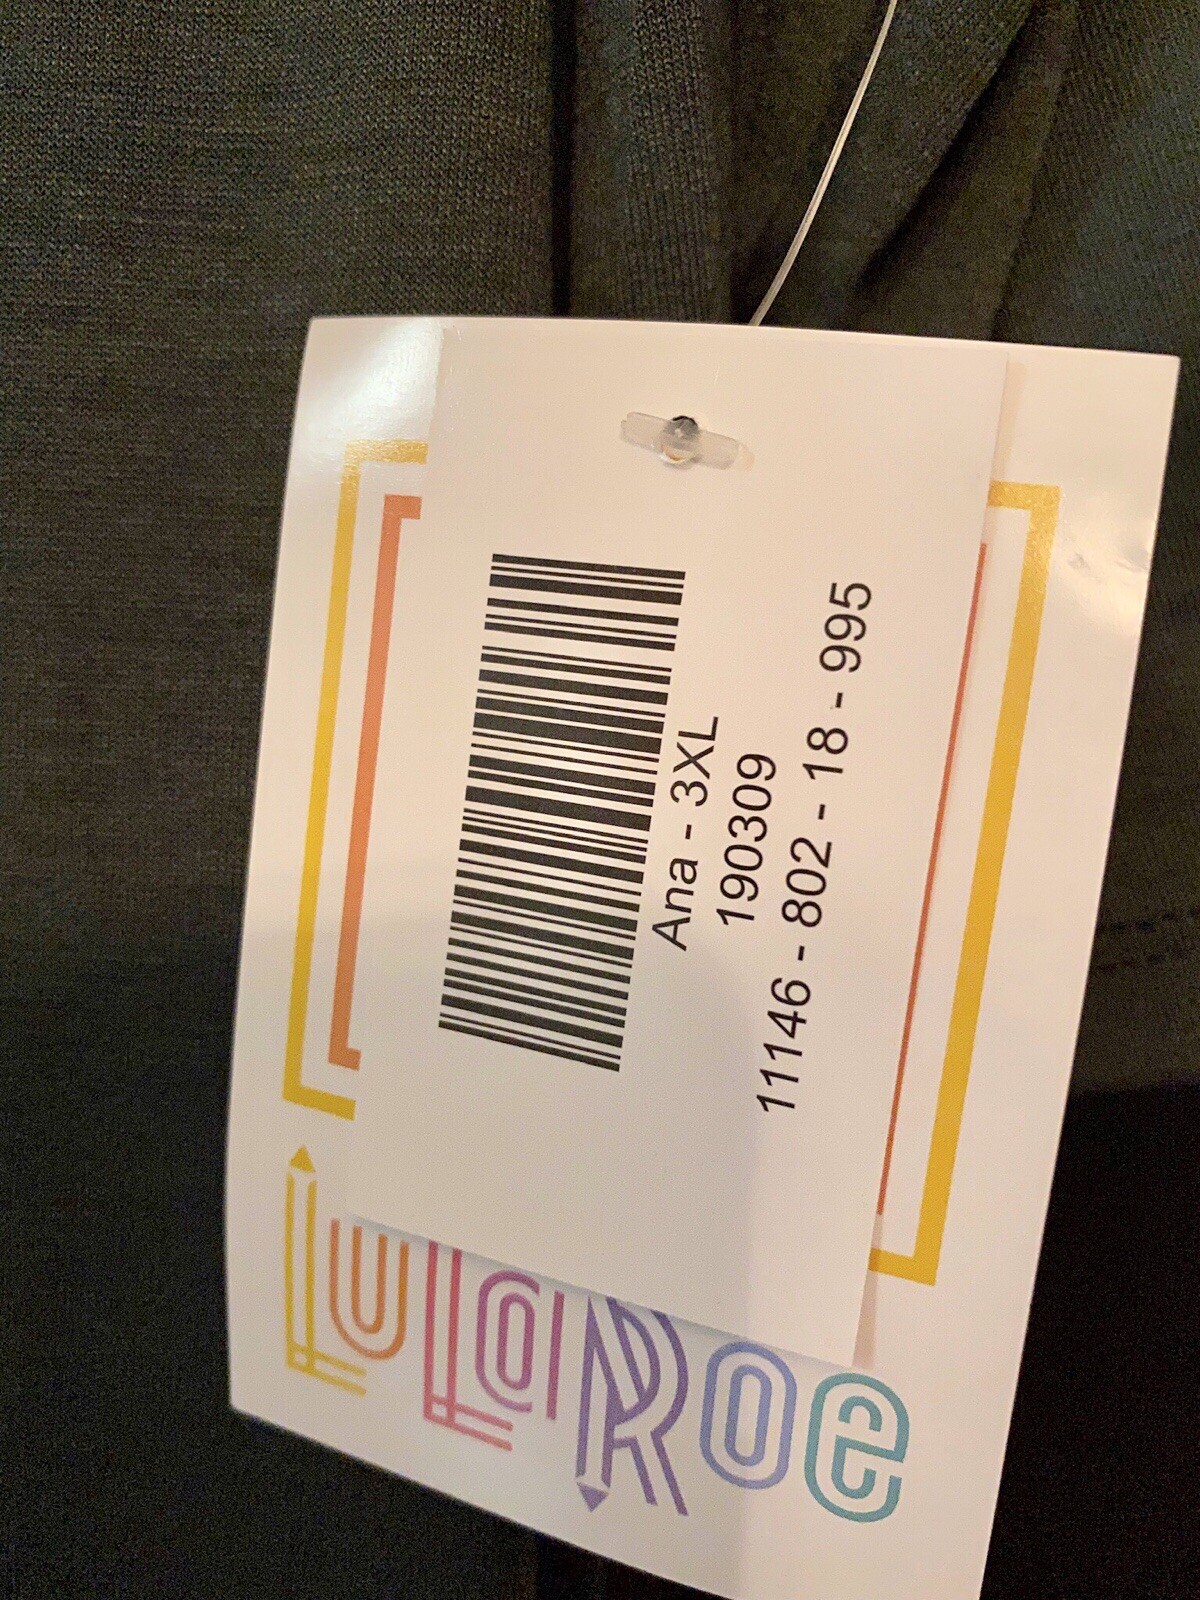 Ana - 3XL
190309
11146 - 802 - 18 - 995
LuLaRoe